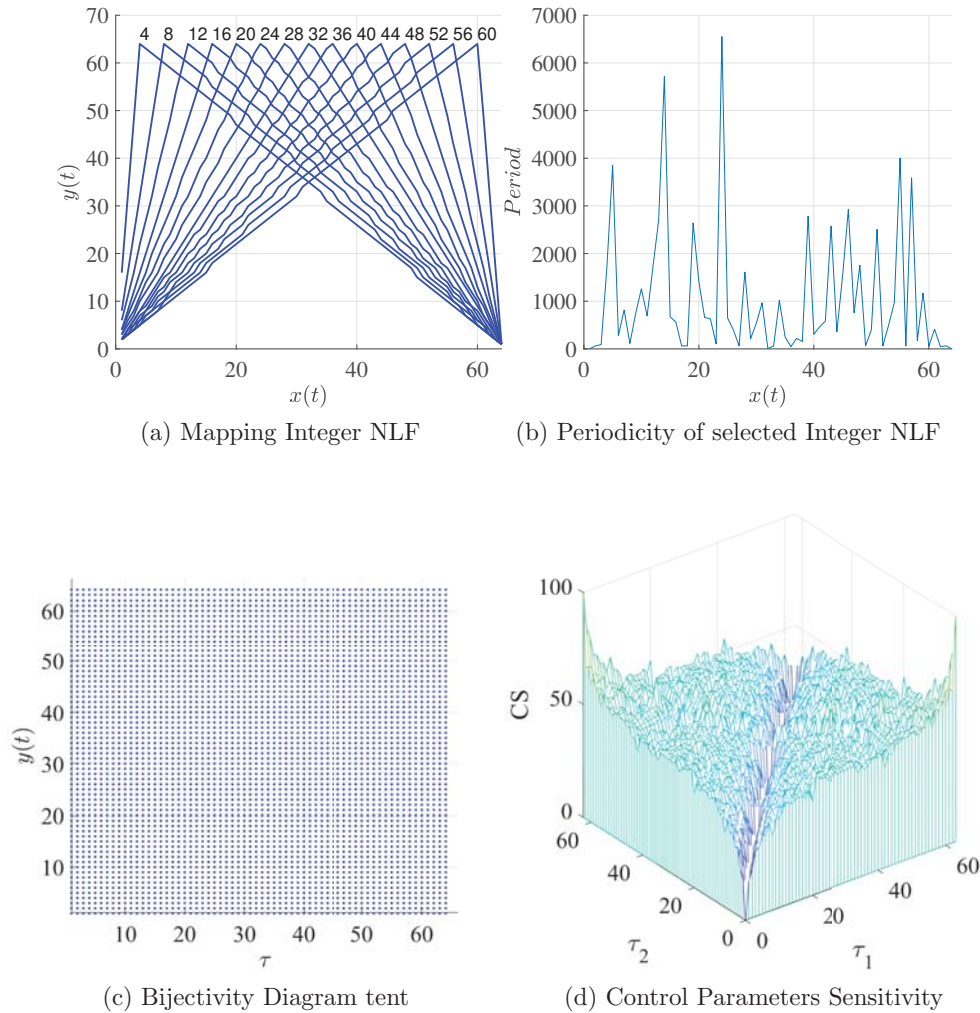 70
60
50
40
30
20
10
0
4 8 12 16 20 24 28 32 36 40 44 48 52 56 60
y(t)
0 20 40 60
x(t)
(a) Mapping Integer NLF
7000
6000
5000
4000
3000
2000
1000
0
Period
0 20 40 60
x(t)
(b) Periodicity of selected Integer NLF
60
50
40
30
20
10
y(t)
10 20 30 40 50 60
τ
(c) Bijectivity Diagram tent
100
50
0
CS
60
40
20
0
τ2
0
20
40
60
τ1
(d) Control Parameters Sensitivity